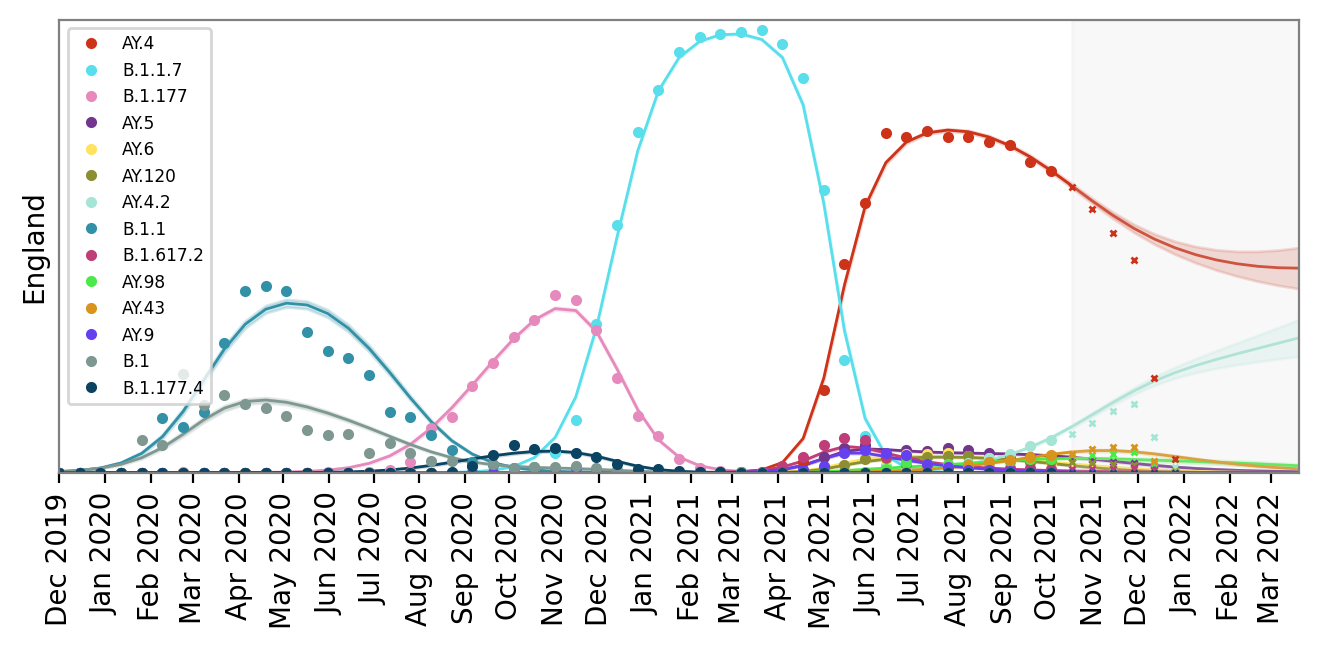 England
AY.4
B.1.1.7
B.1.177
AY.5
AY.6
AY.120
AY.4.2
B.1.1
B.1.617.2
AY.98
AY.43
AY.9
B.1
B.1.177.4
Dec 2019
Jan 2020
Feb 2020
Mar 2020
Apr 2020
May 2020
Jun 2020
Jul 2020
Aug 2020
Sep 2020
Oct 2020
Nov 2020
Dec 2020
Jan 2021
Feb 2021
Mar 2021
Apr 2021
May 2021
Jun 2021
Jul 2021
Aug 2021
Sep 2021
Oct 2021
Nov 2021
Dec 2021
Jan 2022
Feb 2022
Mar 2022